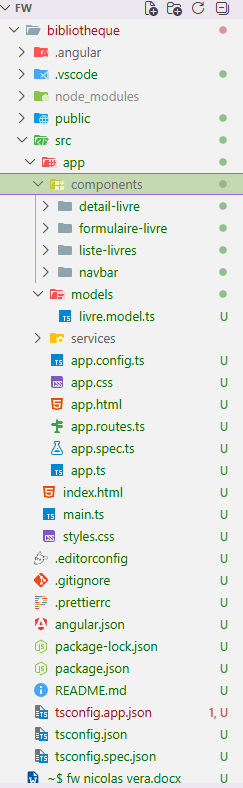 FW
bibliotheque
.angular
.vscode
node_modules
public
src
app
components
detail-livre
formulaire-livre
liste-livres
navbar
models
livre.model.ts U
services
app.config.ts U
app.css U
app.html U
app.routes.ts U
app.spec.ts U
app.ts U
index.html U
main.ts U
styles.css U
.editorconfig U
.gitignore U
.prettierrc U
angular.json U
package-lock.json U
package.json U
README.md U
tsconfig.app.json 1, U
tsconfig.json U
tsconfig.spec.json U
~$ fw nicolas vera.docx U